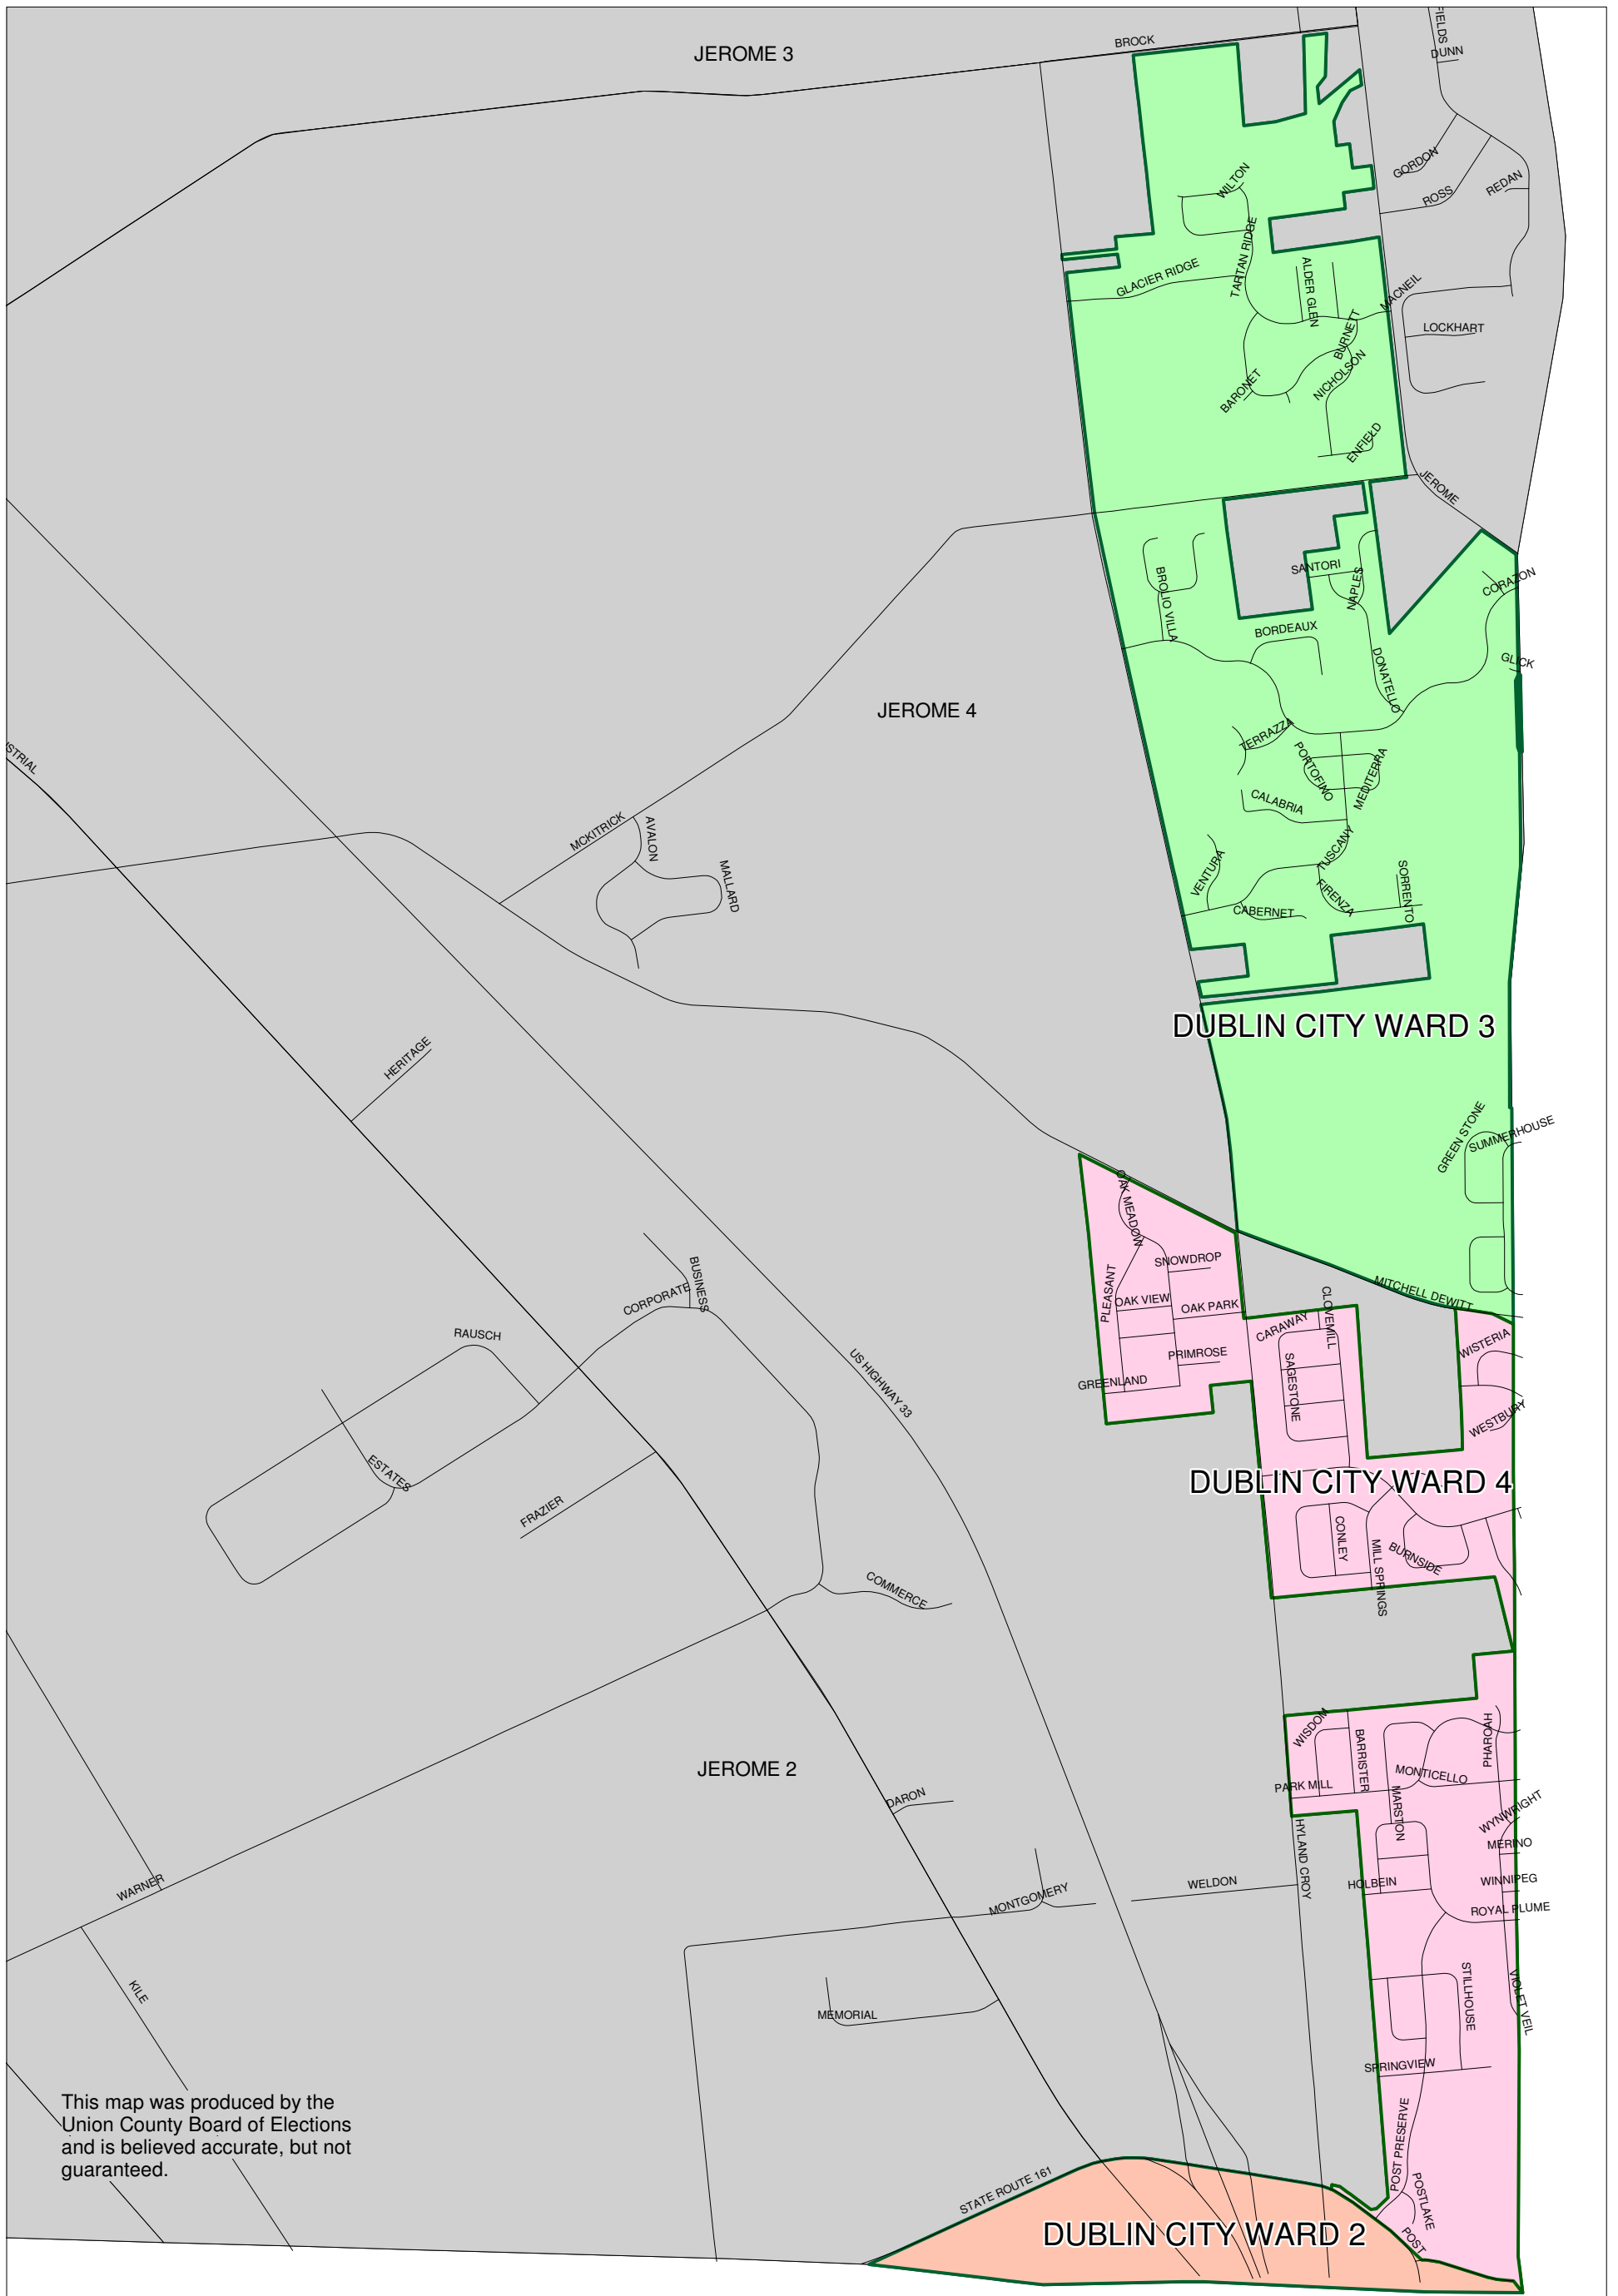 JEROME 3
BROCK
FIELDS
DUNN
GORDON
ROSS
REDAN
WILTON
TARTAN RIDGE
GLACIER RIDGE
ALDER GLEN
MACNEIL
BURNETT
LOCKHART
NICHOLSON
BARONET
ENFIELD
JEROME
SANTORI
NAPLES
CORAZON
BROLIO VILLA
BORDEAUX
GLICK
DONATELLO
JEROME 4
TERRAZZA
PORTOFINO
MEDITERRA
CALABRIA
MCKITRICK
AVALON
MALLARD
TUSCANY
VENTURA
FIRENZA
SORRENTO
CABERNET
DUBLIN CITY WARD 3
HERITAGE
GREEN STONE
SUMMERHOUSE
OAK MEADOW
SNOWDROP
PLEASANT
OAK VIEW
OAK PARK
MITCHELL DEWITT
BUSINESS
CORPORATE
RAUSCH
CARAWAY
CLOVEMILL
WISTERIA
PRIMROSE
SAGESTONE
GREENLAND
US HIGHWAY 33
WESTBURY
ESTATES
FRAZIER
DUBLIN CITY WARD 4
CONLEY
MILL SPRINGS
BURNSIDE
COMMERCE
WISDOM
BARRISTER
PHAROAH
JEROME 2
MONTICELLO
PARK MILL
MARSTON
DARON
WYNWRIGHT
MERINO
HYLAND CROY
WARNER
WELDON
HOLBEIN
WINNIPEG
MONTGOMERY
ROYAL PLUME
KILE
STILLHOUSE
VIOLET VEIL
MEMORIAL
SPRINGVIEW
This map was produced by the
Union County Board of Elections
and is believed accurate, but not
guaranteed.
POST PRESERVE
STATE ROUTE 161
POSTLAKE
DUBLIN CITY WARD 2
POST